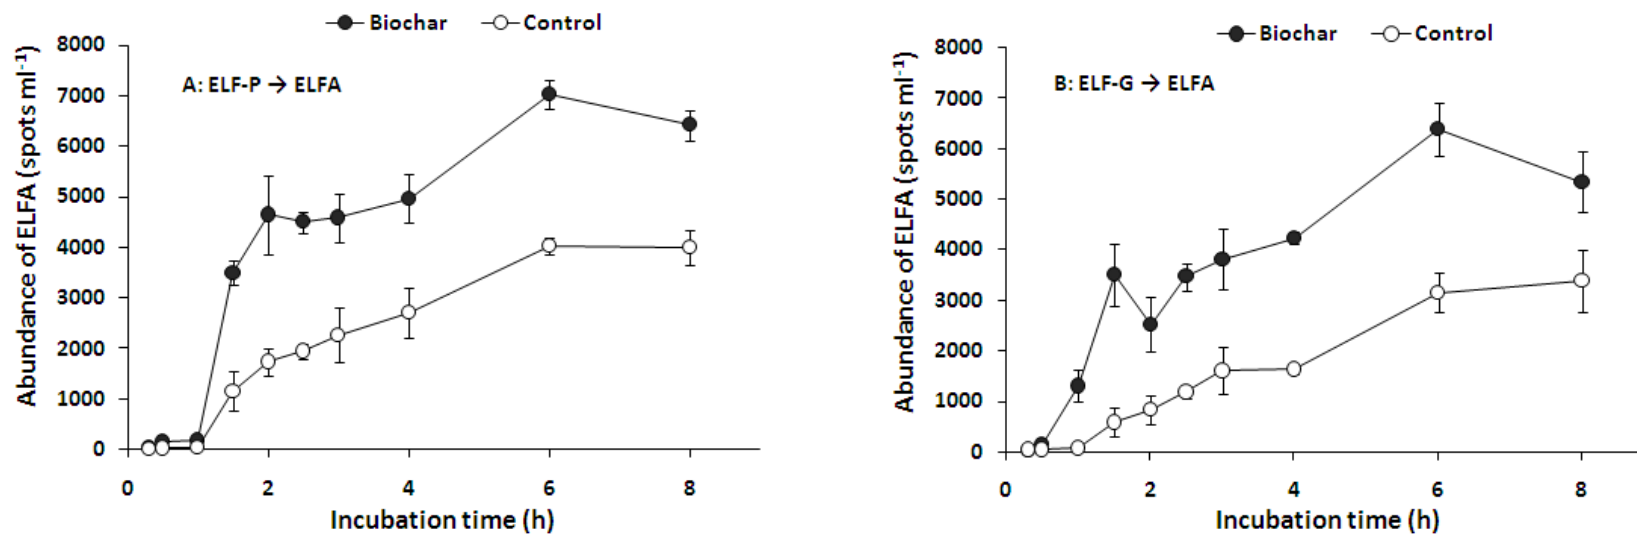 Biochar Control
8000
7000
6000
5000
4000
3000
2000
1000
0
A: ELF-P → ELFA
Abundance of ELFA (spots ml⁻¹)
0 2 4 6 8
Incubation time (h)
Biochar Control
8000
7000
6000
5000
4000
3000
2000
1000
0
B: ELF-G → ELFA
Abundance of ELFA (spots ml⁻¹)
0 2 4 6 8
Incubation time (h)